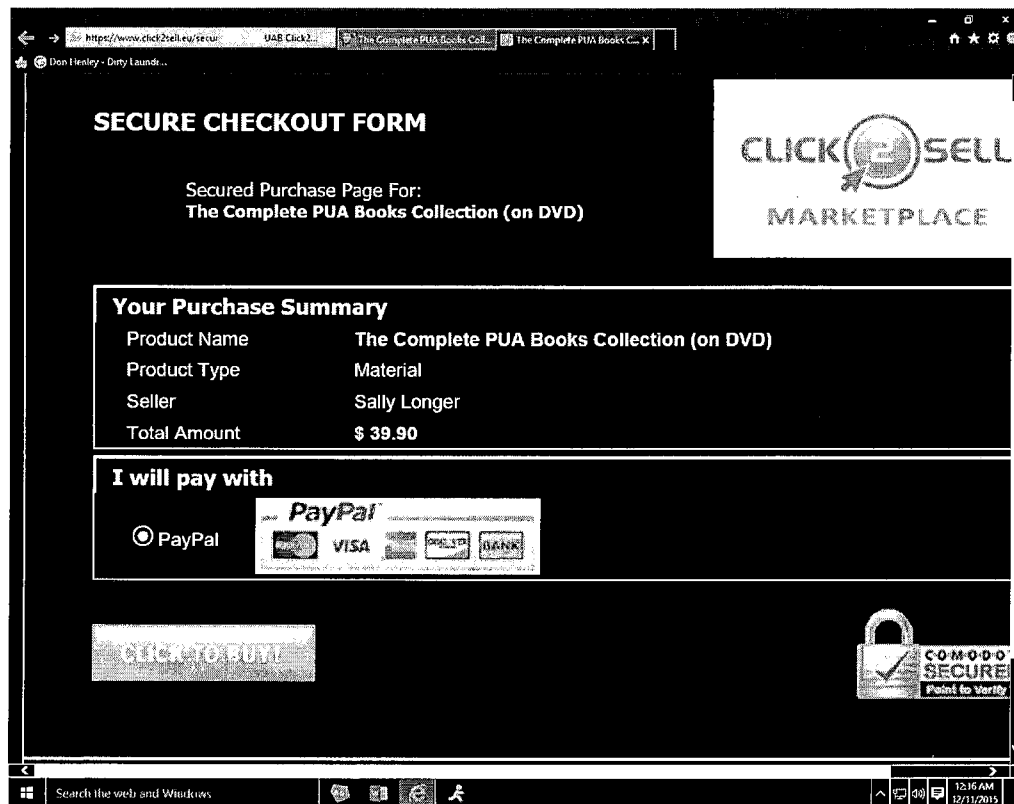 https://www.click2sell.eu/secur
UAB Click2...
The Complete PUA Books Coll...
The Complete PUA Books C... x
Don Henley - Dirty Laundr...
SECURE CHECKOUT FORM
CLICK 2 SELL
MARKETPLACE
Secured Purchase Page For:
The Complete PUA Books Collection (on DVD)
Your Purchase Summary
Product Name The Complete PUA Books Collection (on DVD)
Product Type Material
Seller Sally Longer
Total Amount $ 39.90
I will pay with
PayPal
PayPal
VISA
BANK
CLICK TO BUY!
COMODO
SECURE
Point to Verify
Search the web and Windows
12:16 AM
12/11/2015